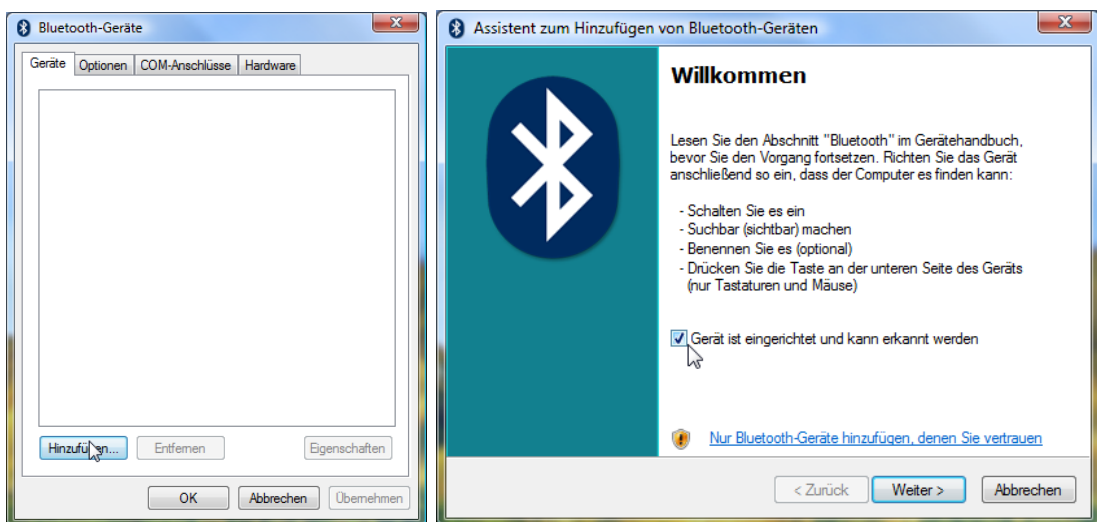 Bluetooth-Geräte
Geräte Optionen COM-Anschlüsse Hardware
Hinzufügen... Entfernen Eigenschaften
OK Abbrechen Übernehmen
Assistent zum Hinzufügen von Bluetooth-Geräten
Willkommen
Lesen Sie den Abschnitt "Bluetooth" im Gerätehandbuch,
bevor Sie den Vorgang fortsetzen. Richten Sie das Gerät
anschließend so ein, dass der Computer es finden kann:
- Schalten Sie es ein
- Suchbar (sichtbar) machen
- Benennen Sie es (optional)
- Drücken Sie die Taste an der unteren Seite des Geräts
(nur Tastaturen und Mäuse)
Gerät ist eingerichtet und kann erkannt werden
Nur Bluetooth-Geräte hinzufügen, denen Sie vertrauen
< Zurück Weiter > Abbrechen